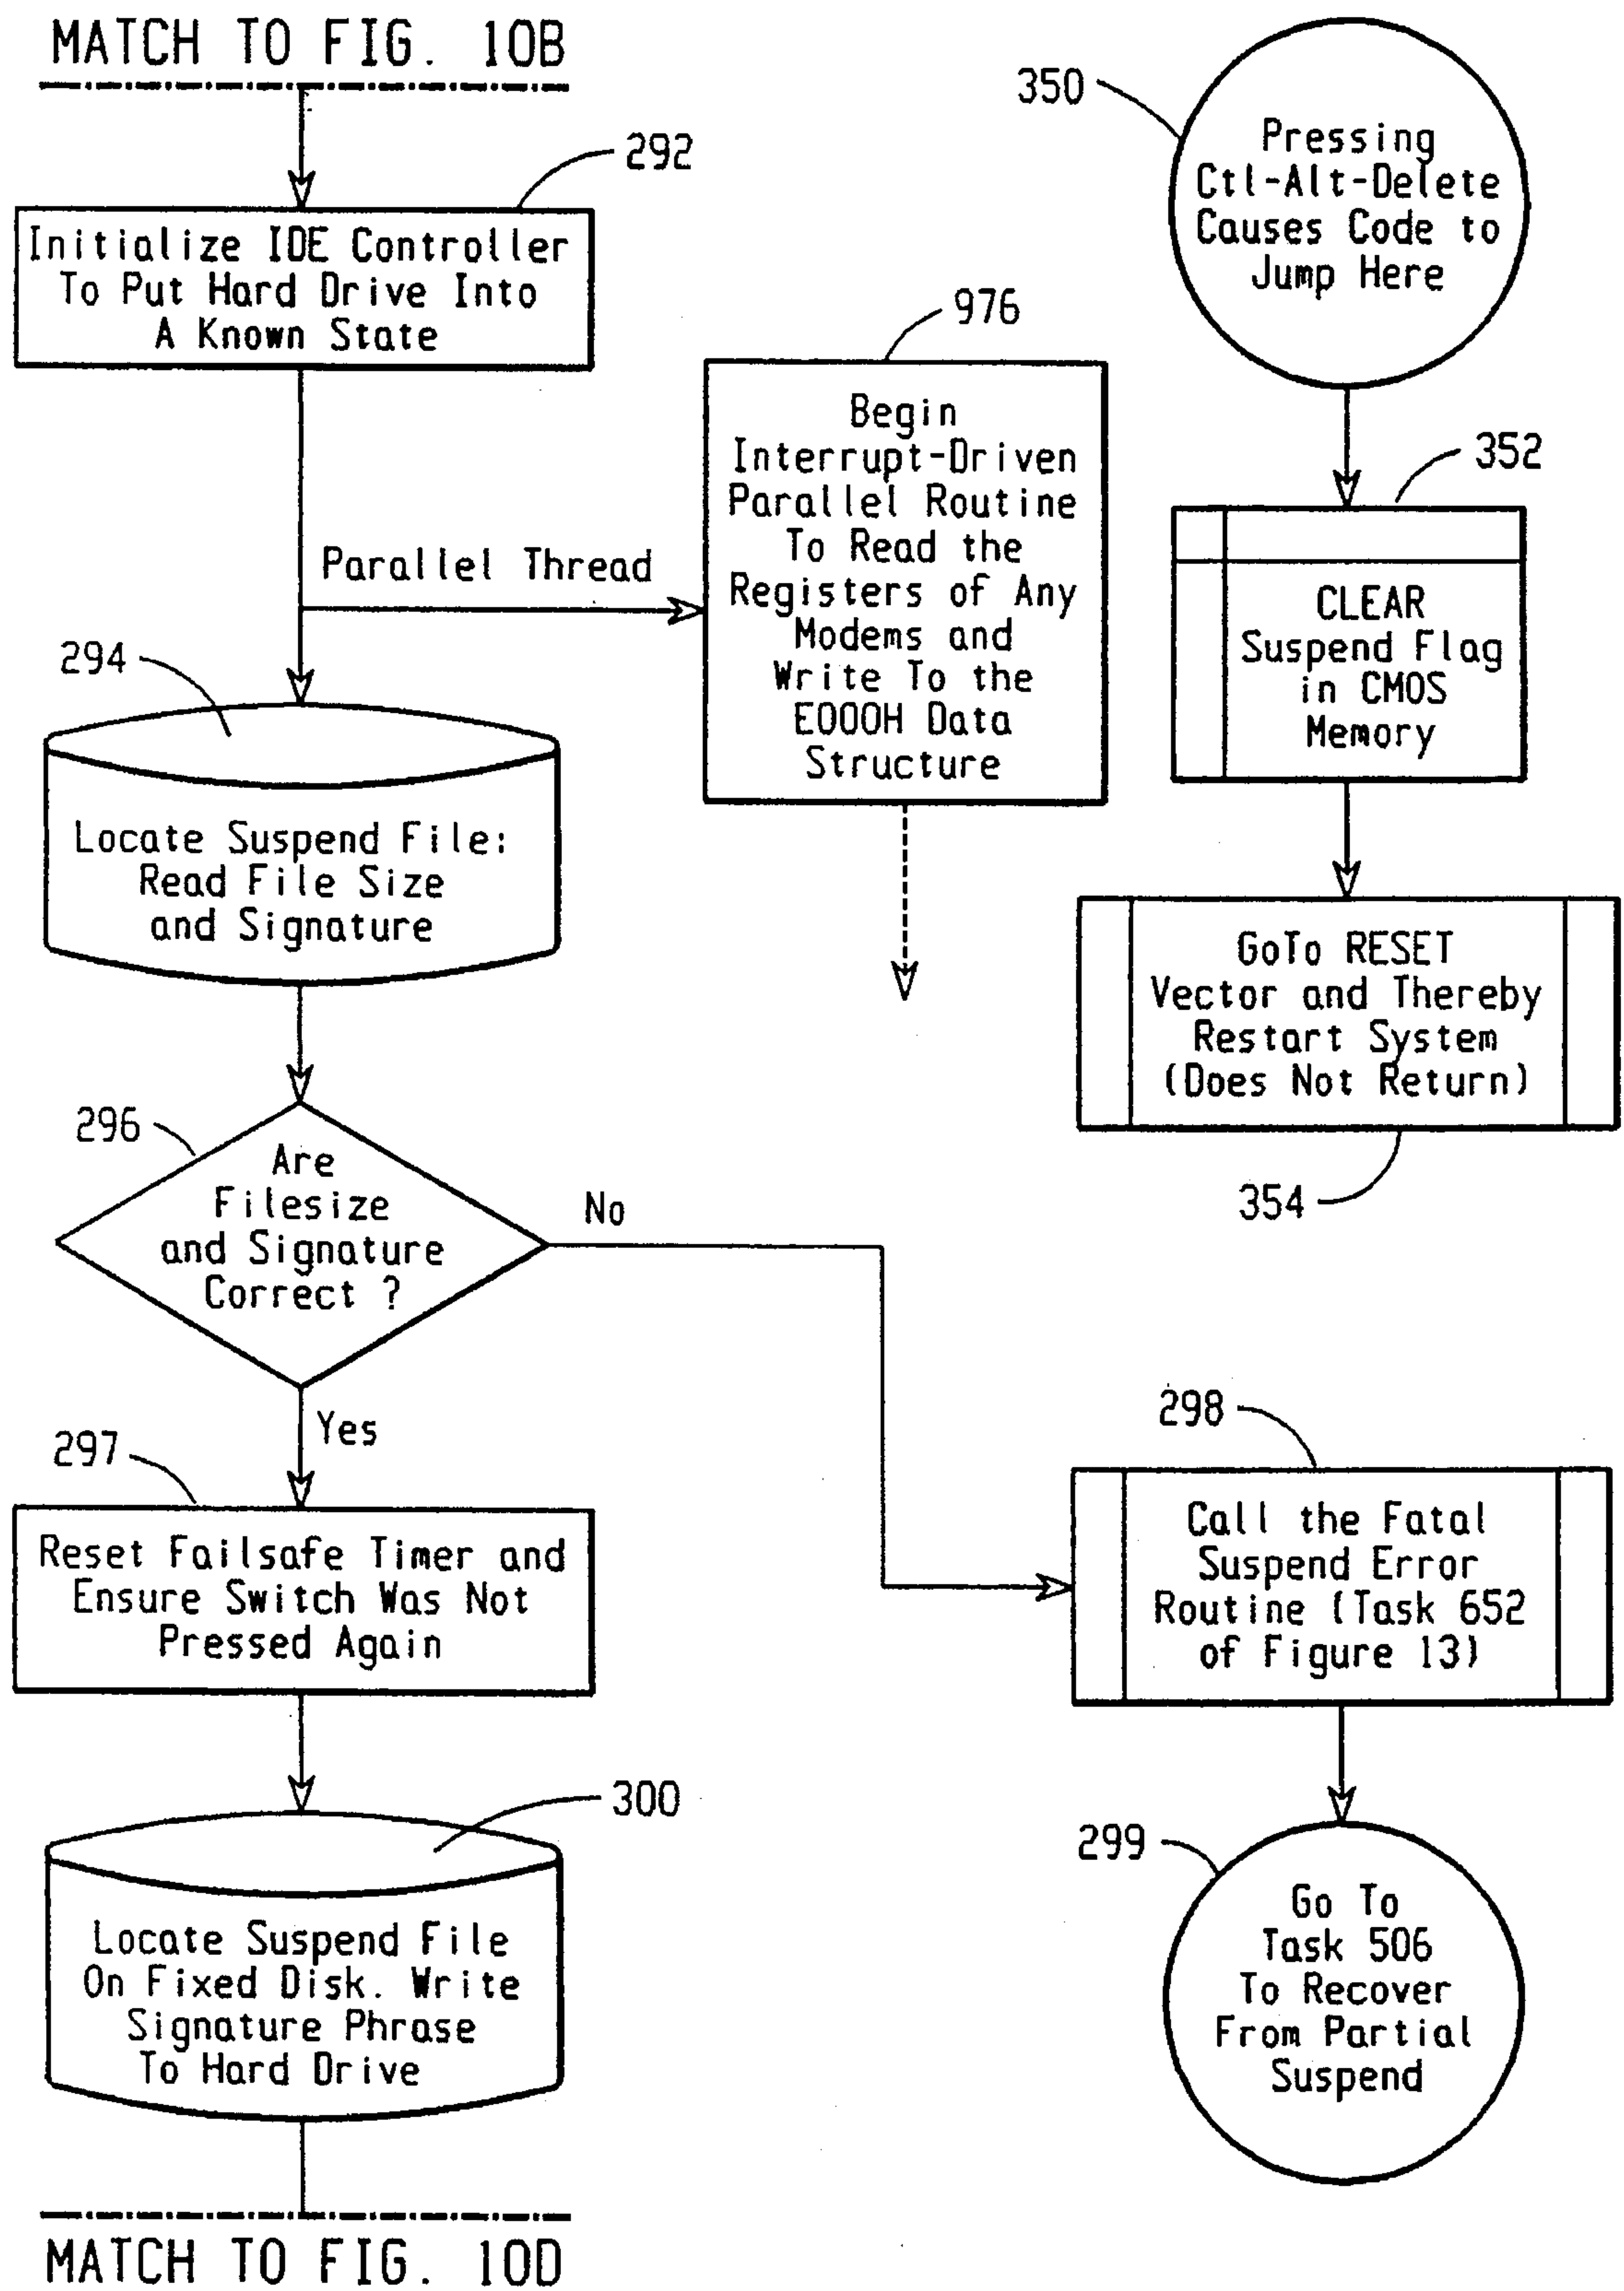 MATCH TO FIG. 10B
292
Initialize IDE Controller
To Put Hard Drive Into
A Known State
Parallel Thread
976
Begin
Interrupt-Driven
Parallel Routine
To Read the
Registers of Any
Modems and
Write To the
E000H Data
Structure
294
Locate Suspend File:
Read File Size
and Signature
296
Are
Filesize
and Signature
Correct ?
No
Yes
297
Reset Failsafe Timer and
Ensure Switch Was Not
Pressed Again
300
Locate Suspend File
On Fixed Disk. Write
Signature Phrase
To Hard Drive
MATCH TO FIG. 10D
350
Pressing
Ctl-Alt-Delete
Causes Code to
Jump Here
352
CLEAR
Suspend Flag
in CMOS
Memory
GoTo RESET
Vector and Thereby
Restart System
(Does Not Return)
354
298
Call the Fatal
Suspend Error
Routine (Task 652
of Figure 13)
299
Go To
Task 506
To Recover
From Partial
Suspend